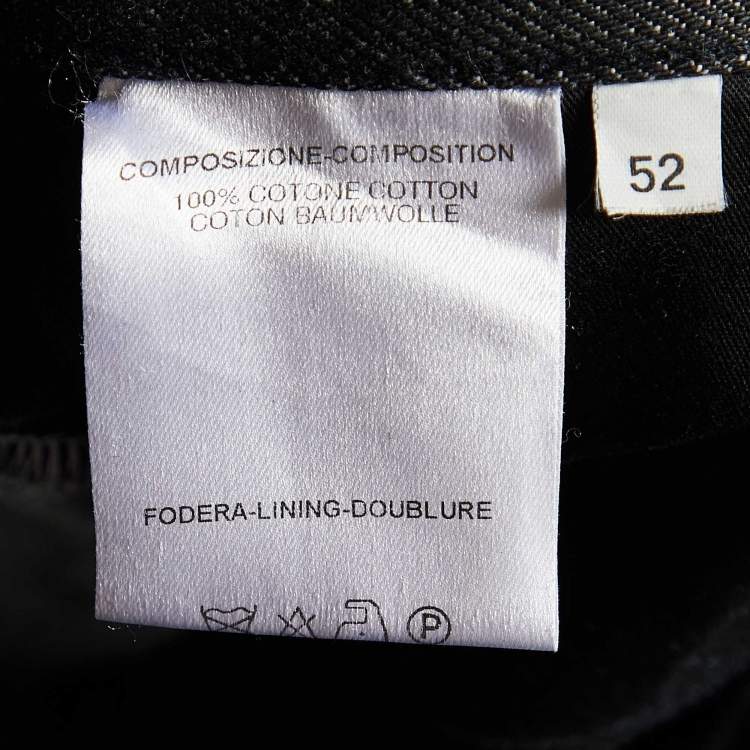 COMPOSIZIONE-COMPOSITION
100% COTONE COTTON
COTON BAUMWOLLE
52
FODERA-LINING-DOUBLURE
P